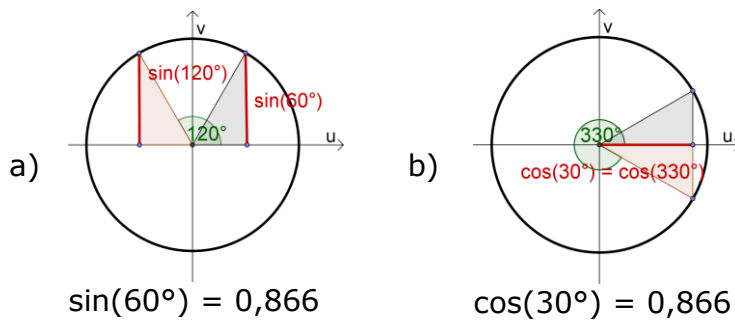 a)
v
u
sin(120°)
sin(60°)
120°
sin(60°) = 0,866
b)
v
u
330°
cos(30°) = cos(330°)
cos(30°) = 0,866